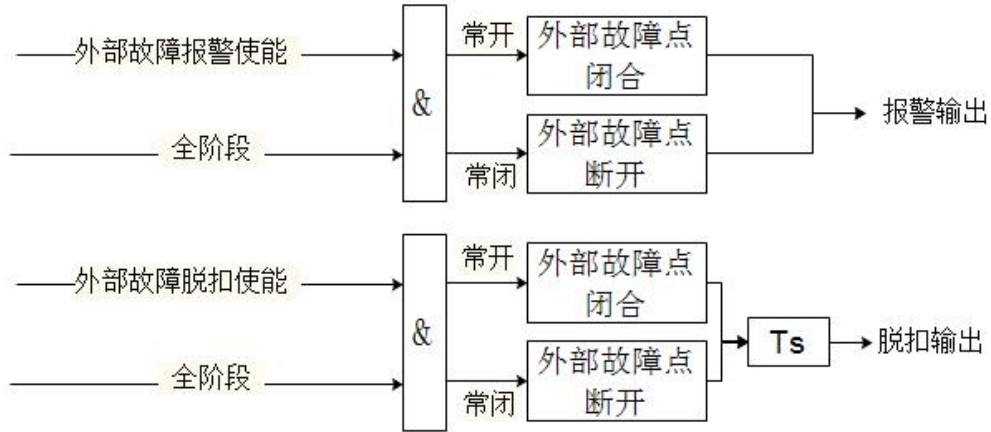 外部故障报警使能
全阶段
&
常开
常闭
外部故障点
闭合
外部故障点
断开
报警输出
外部故障脱扣使能
全阶段
&
常开
常闭
外部故障点
闭合
外部故障点
断开
Ts
脱扣输出